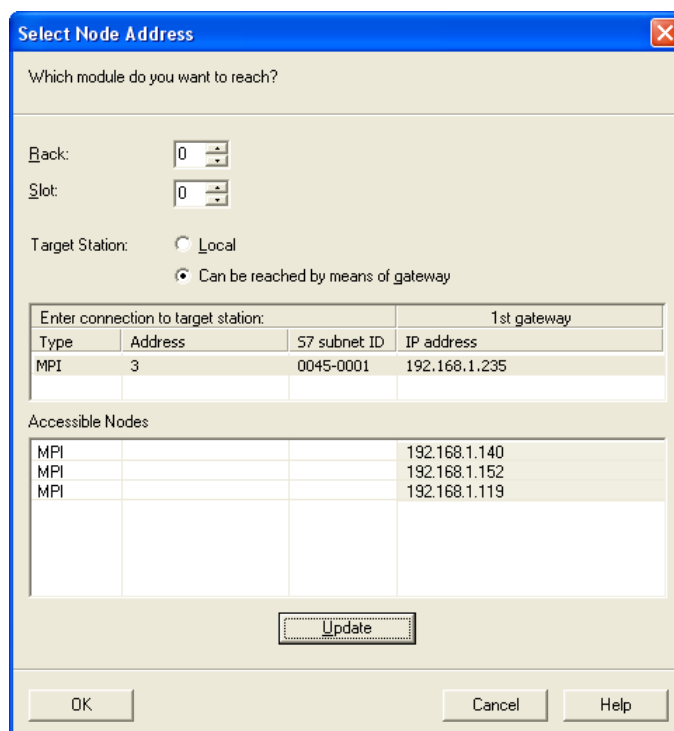 Select Node Address
Which module do you want to reach?
Rack: 0
Slot: 0
Target Station: Local
Can be reached by means of gateway
Enter connection to target station: 1st gateway
Type Address S7 subnet ID IP address
MPI 3 0045-0001 192.168.1.235
Accessible Nodes
MPI 192.168.1.140
MPI 192.168.1.152
MPI 192.168.1.119
Update
OK Cancel Help